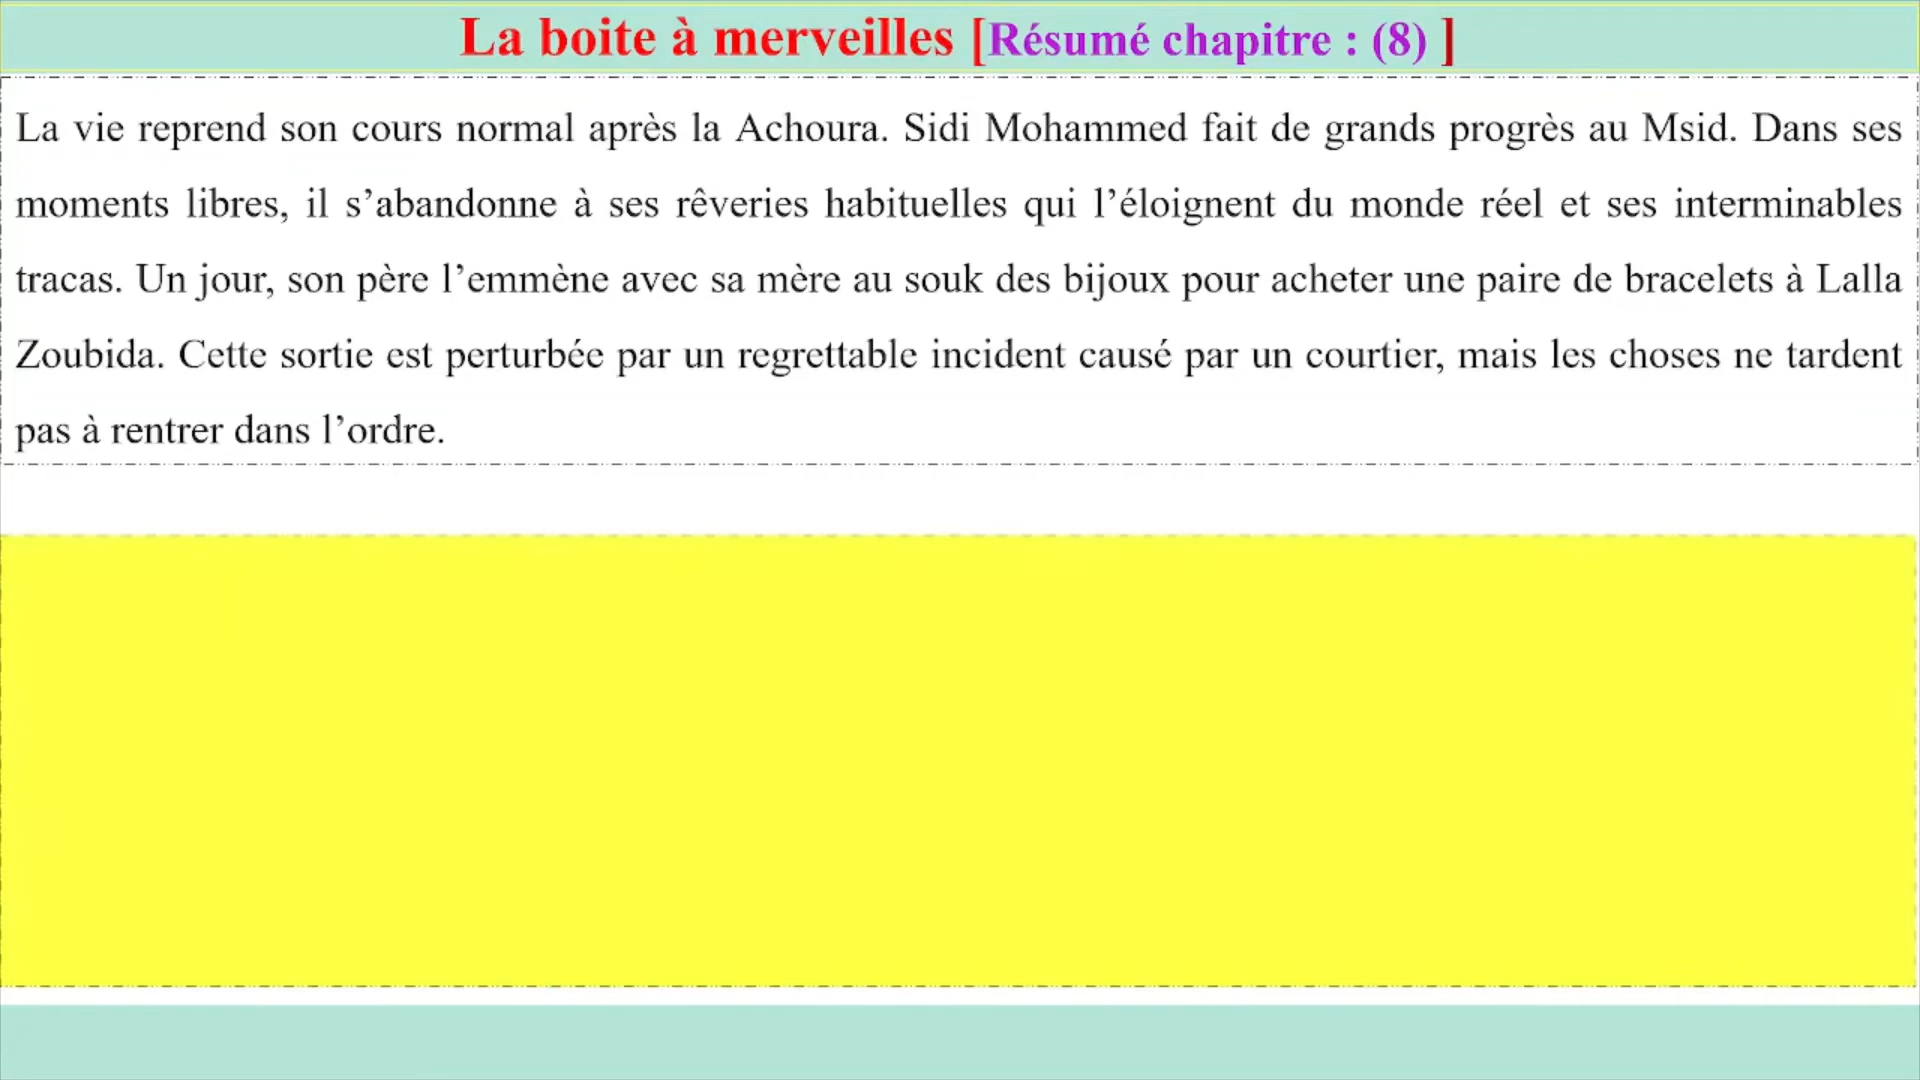 La boite à merveilles [Résumé chapitre : (8) ]
La vie reprend son cours normal après la Achoura. Sidi Mohammed fait de grands progrès au Msid. Dans ses
moments libres, il s’abandonne à ses rêveries habituelles qui l’éloignent du monde réel et ses interminables
tracas. Un jour, son père l’emmène avec sa mère au souk des bijoux pour acheter une paire de bracelets à Lalla
Zoubida. Cette sortie est perturbée par un regrettable incident causé par un courtier, mais les choses ne tardent
pas à rentrer dans l’ordre.